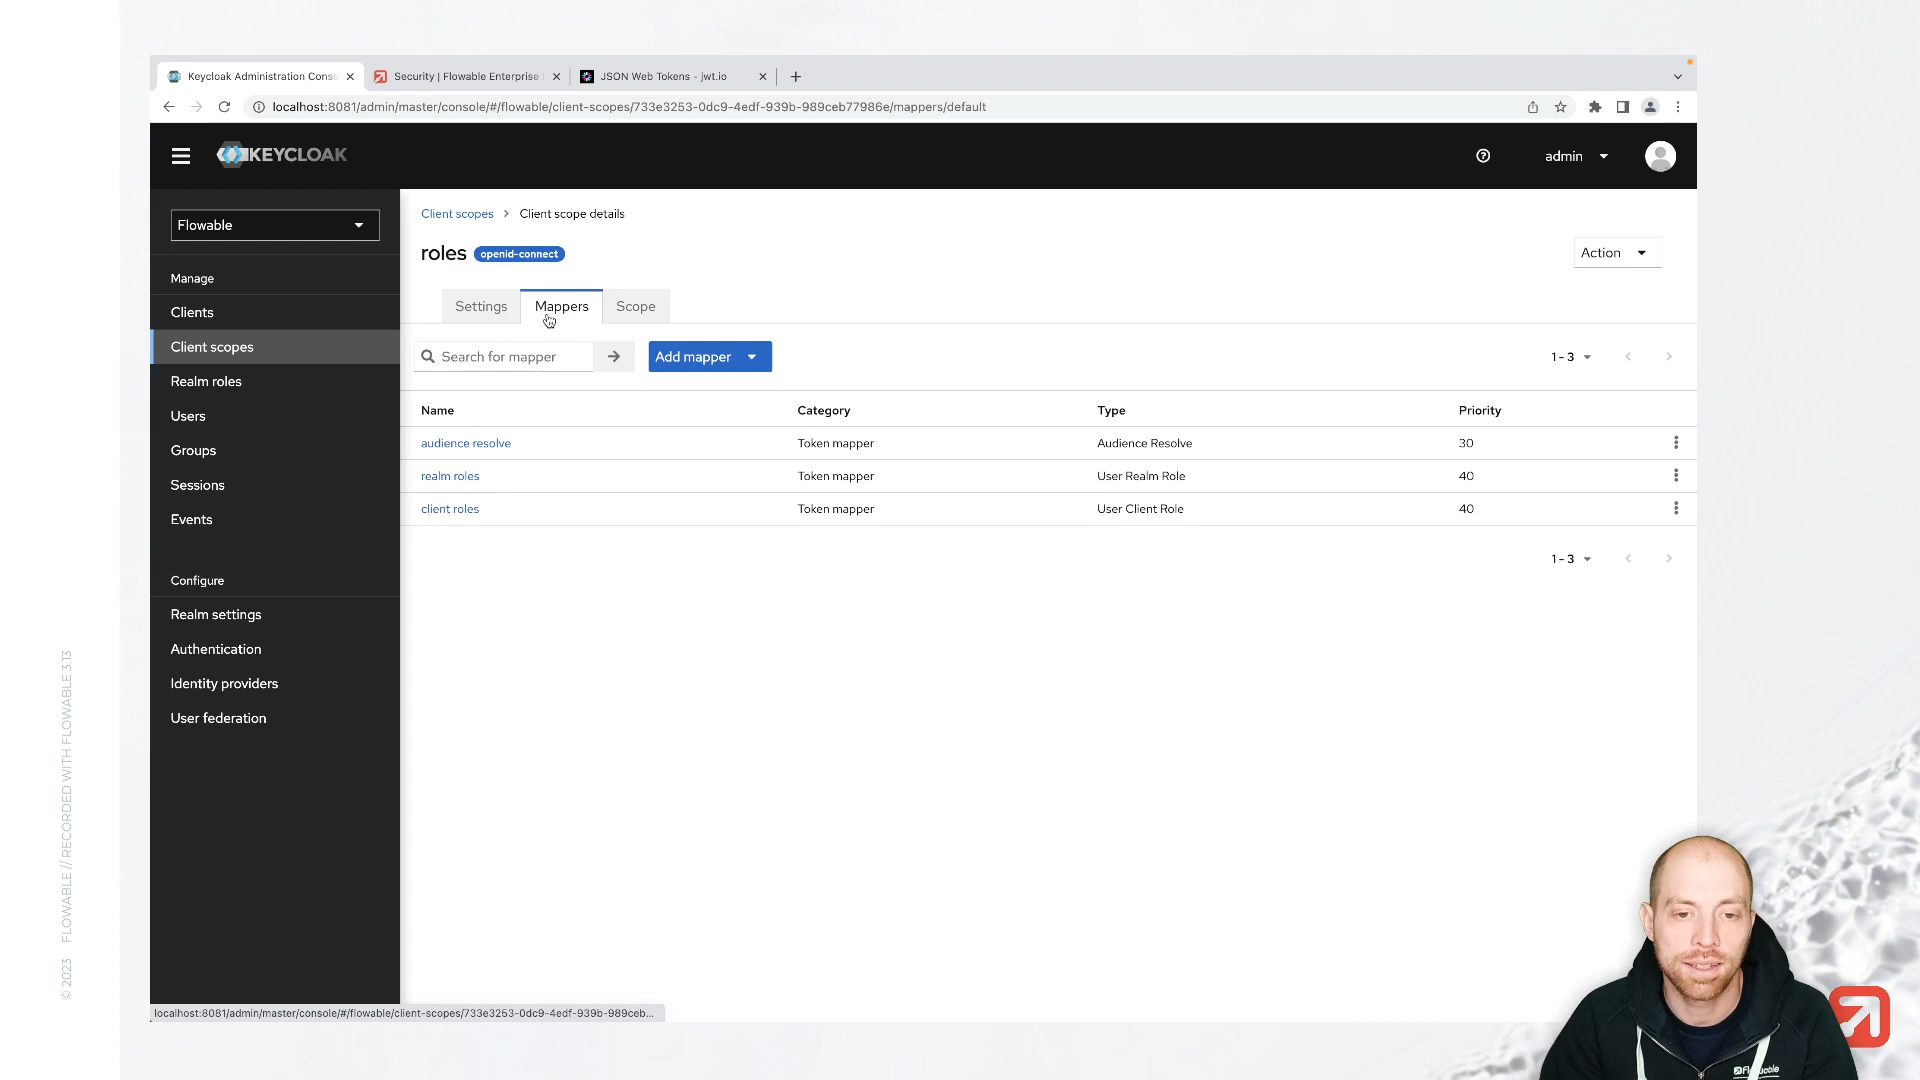 Keycloak Administration Conso
Security | Flowable Enterprise
JSON Web Tokens - jwt.io
localhost:8081/admin/master/console/#/flowable/client-scopes/733e3253-0dc9-4edf-939b-989ceb77986e/mappers/default
KEYCLOAK
admin
Flowable
Manage
Clients
Client scopes
Realm roles
Users
Groups
Sessions
Events
Configure
Realm settings
Authentication
Identity providers
User federation
Client scopes > Client scope details
roles openid-connect
Action
Settings Mappers Scope
Search for mapper
Add mapper
1 - 3
Name Category Type Priority
audience resolve Token mapper Audience Resolve 30
realm roles Token mapper User Realm Role 40
client roles Token mapper User Client Role 40
1 - 3
localhost:8081/admin/master/console/#/flowable/client-scopes/733e3253-0dc9-4edf-939b-989ceb...
© 2023 FLOWABLE // RECORDED WITH FLOWABLE 3.13